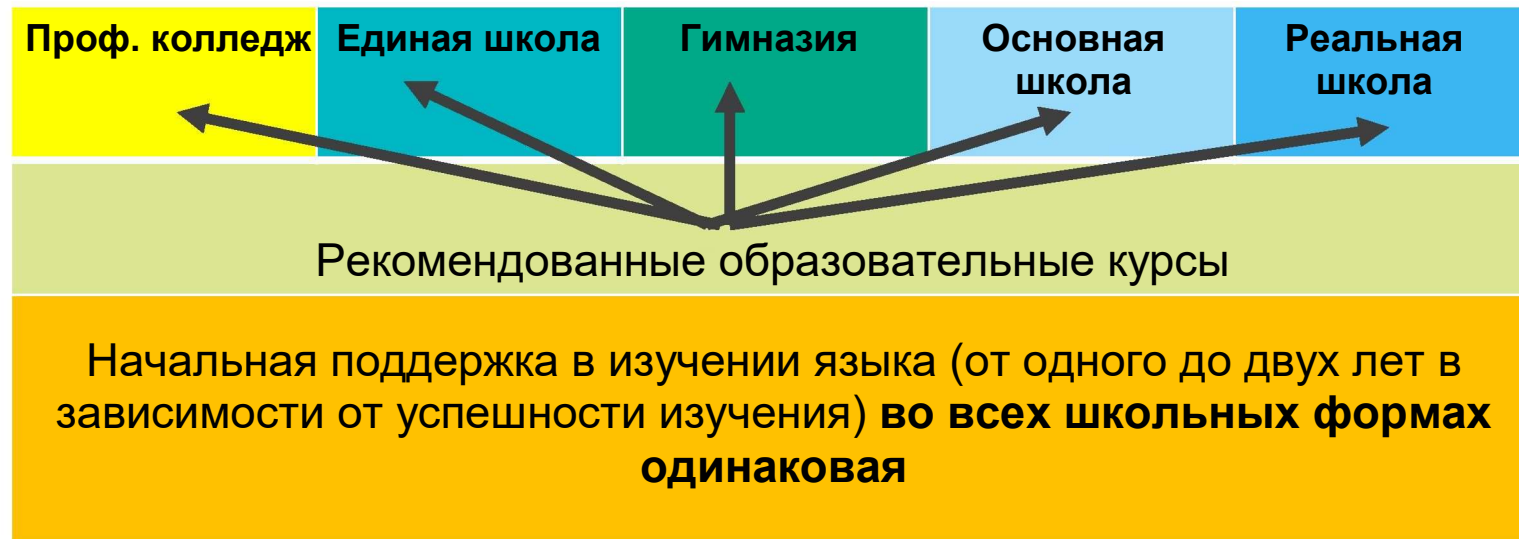 Проф. колледж
Единая школа
Гимназия
Основная
школа
Реальная
школа
Рекомендованные образовательные курсы
Начальная поддержка в изучении языка (от одного до двух лет в
зависимости от успешности изучения) во всех школьных формах
одинаковая